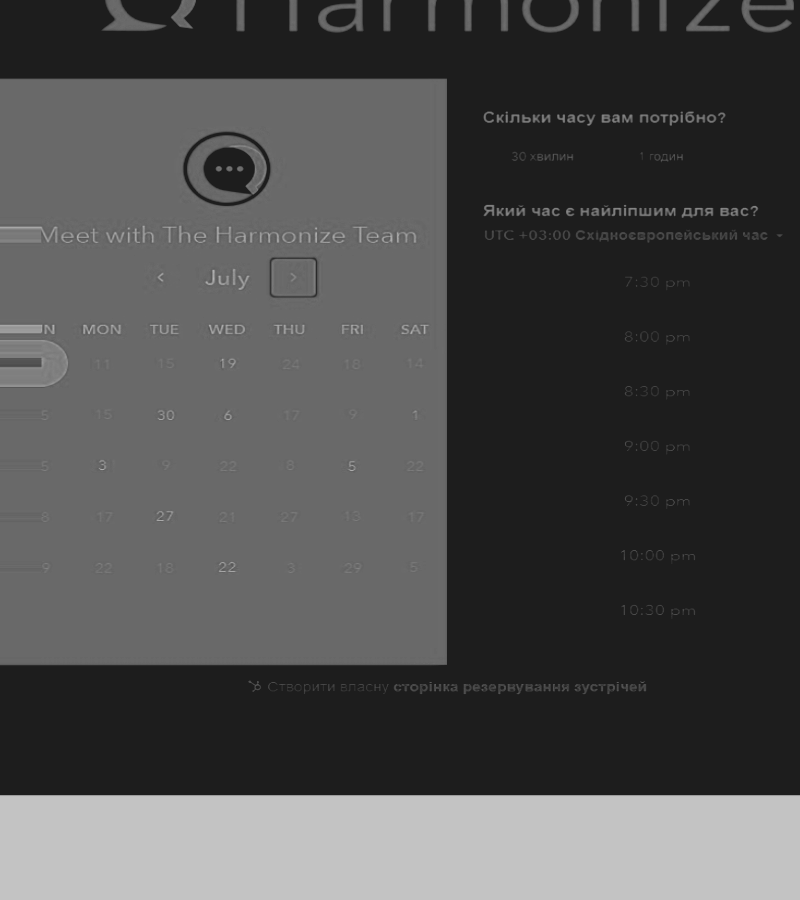 Harmonize
Meet with The Harmonize Team
July
N MON TUE WED THU FRI SAT
11 15 19 24 18 14
5 15 30 6 17 9 1
5 3 9 22 8 5 22
8 17 27 21 27 13 17
9 22 18 22 3 29 5
Скільки часу вам потрібно?
30 хвилин 1 годин
Який час є найліпшим для вас?
UTC +03:00 Східноєвропейський час
7:30 pm
8:00 pm
8:30 pm
9:00 pm
9:30 pm
10:00 pm
10:30 pm
Створити власну сторінка резервування зустрічей